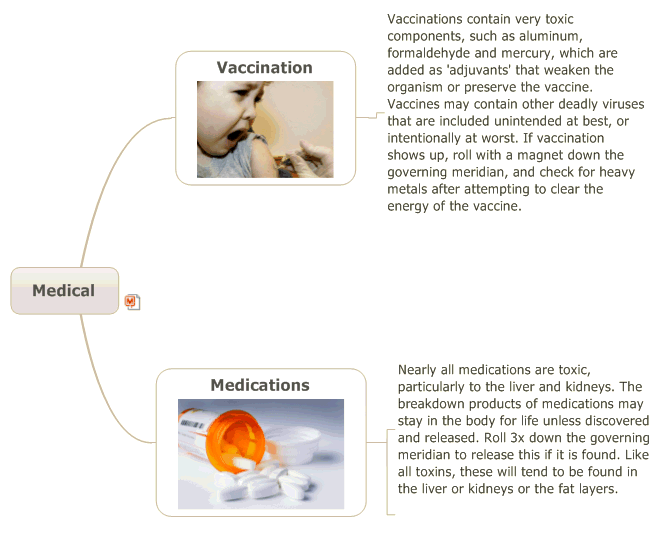 Vaccinations contain very toxic
components, such as aluminum,
formaldehyde and mercury, which are
added as 'adjuvants' that weaken the
organism or preserve the vaccine.
Vaccines may contain other deadly viruses
that are included unintended at best, or
intentionally at worst. If vaccination
shows up, roll with a magnet down the
governing meridian, and check for heavy
metals after attempting to clear the
energy of the vaccine.
Vaccination
Medical
Medications
Nearly all medications are toxic,
particularly to the liver and kidneys. The
breakdown products of medications may
stay in the body for life unless discovered
and released. Roll 3x down the governing
meridian to release this if it is found. Like
all toxins, these will tend to be found in
the liver or kidneys or the fat layers.